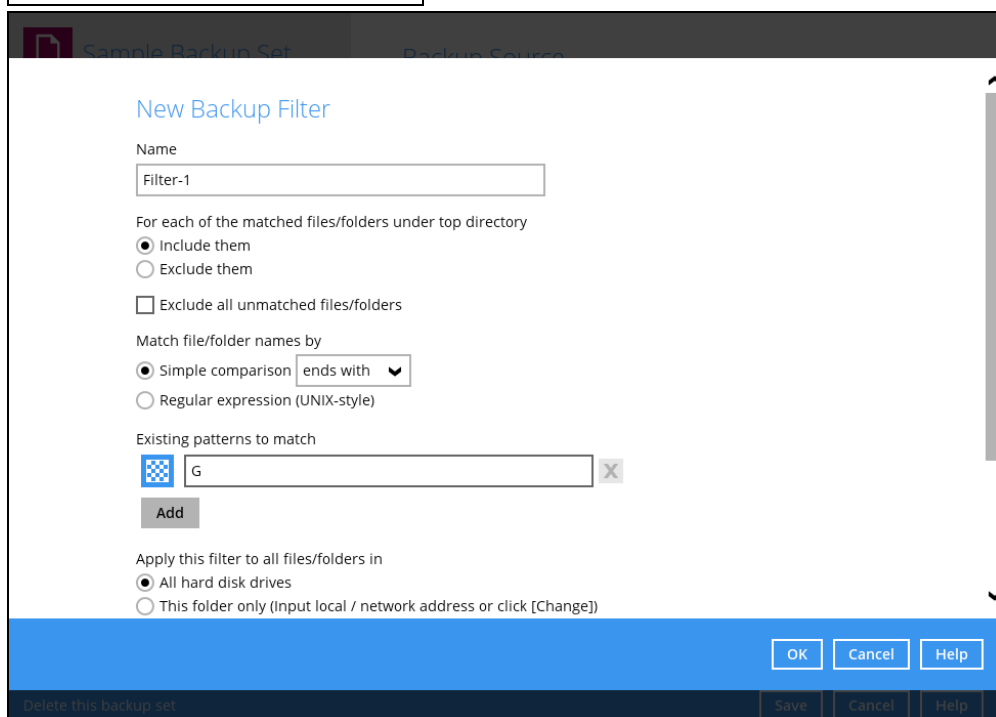 Sample Backup Set
Backup Source
New Backup Filter
Name
Filter-1
For each of the matched files/folders under top directory
Include them
Exclude them
Exclude all unmatched files/folders
Match file/folder names by
Simple comparison ends with
Regular expression (UNIX-style)
Existing patterns to match
G
X
Add
Apply this filter to all files/folders in
All hard disk drives
This folder only (Input local / network address or click [Change])
OK Cancel Help
Delete this backup set Save Cancel Help